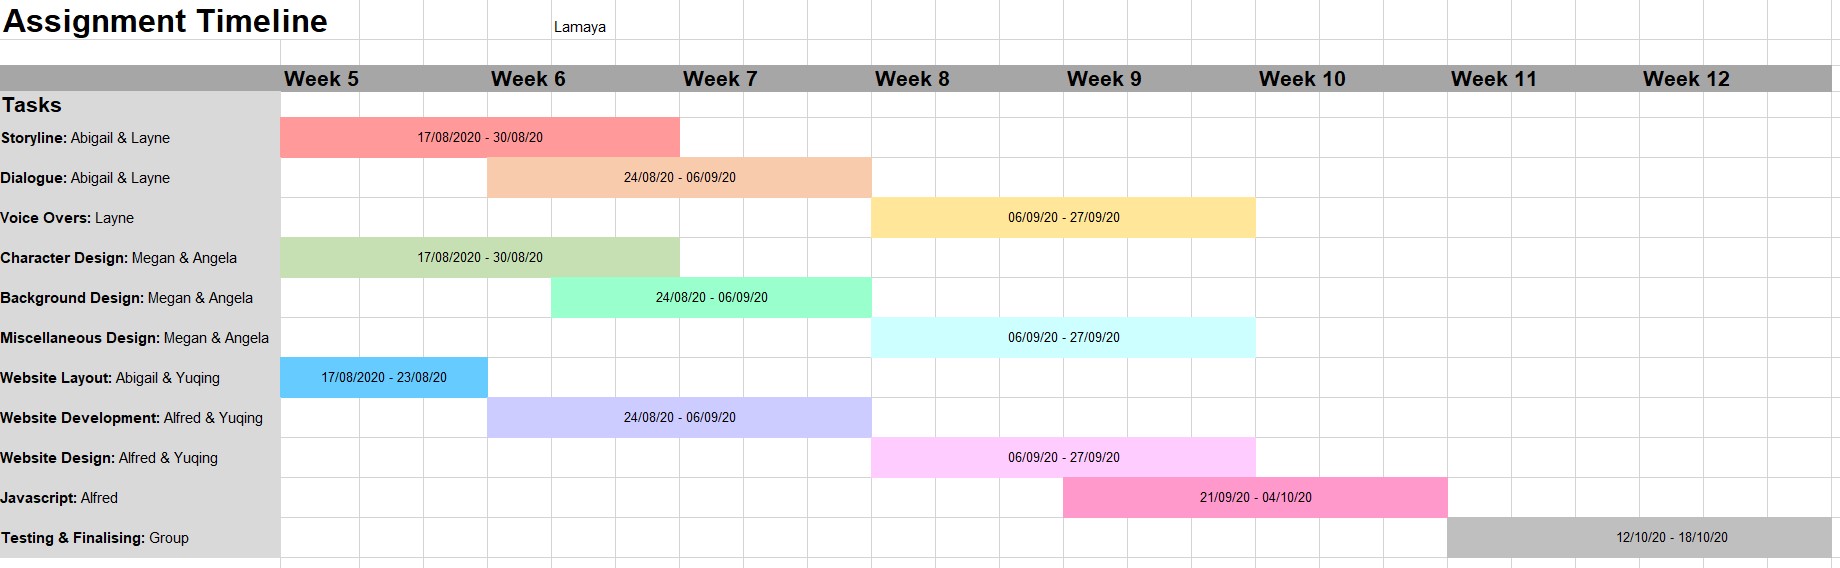 Assignment Timeline
Lamaya
Week 5 Week 6 Week 7 Week 8 Week 9 Week 10 Week 11 Week 12
Tasks
Storyline: Abigail & Layne 17/08/2020 - 30/08/20
Dialogue: Abigail & Layne 24/08/20 - 06/09/20
Voice Overs: Layne 06/09/20 - 27/09/20
Character Design: Megan & Angela 17/08/2020 - 30/08/20
Background Design: Megan & Angela 24/08/20 - 06/09/20
Miscellaneous Design: Megan & Angela 06/09/20 - 27/09/20
Website Layout: Abigail & Yuqing 17/08/2020 - 23/08/20
Website Development: Alfred & Yuqing 24/08/20 - 06/09/20
Website Design: Alfred & Yuqing 06/09/20 - 27/09/20
Javascript: Alfred 21/09/20 - 04/10/20
Testing & Finalising: Group 12/10/20 - 18/10/20